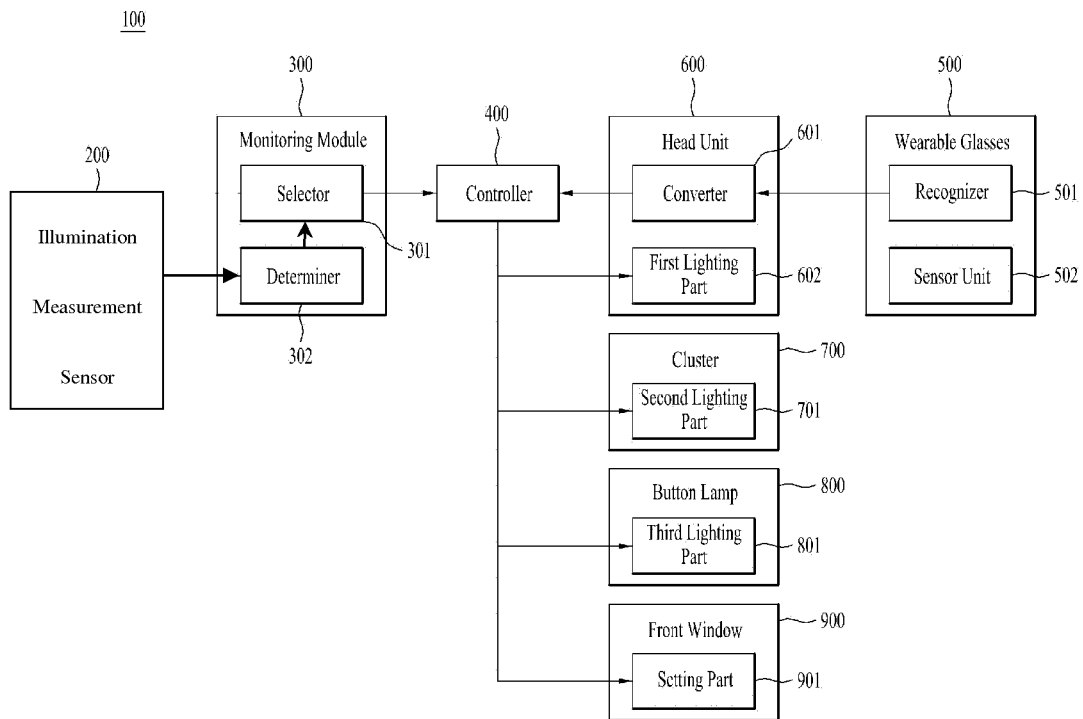 100
300
600
500
200
Monitoring Module
400
Head Unit
601
Wearable Glasses
Selector
Controller
Converter
Recognizer
501
Illumination
Measurement
Sensor
301
Determiner
First Lighting
Part
602
Sensor Unit
502
302
Cluster
700
Second Lighting
Part
701
Button Lamp
800
Third Lighting
Part
801
Front Window
900
Setting Part
901